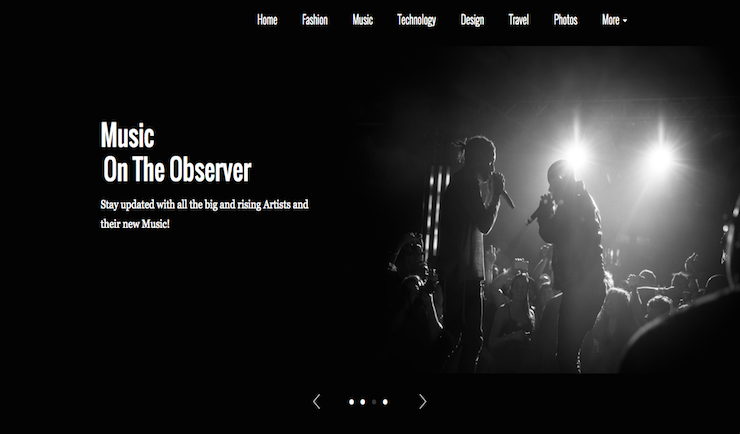 Home Fashion Music Technology Design Travel Photos More
Music
On The Observer
Stay updated with all the big and rising Artists and
their new Music!